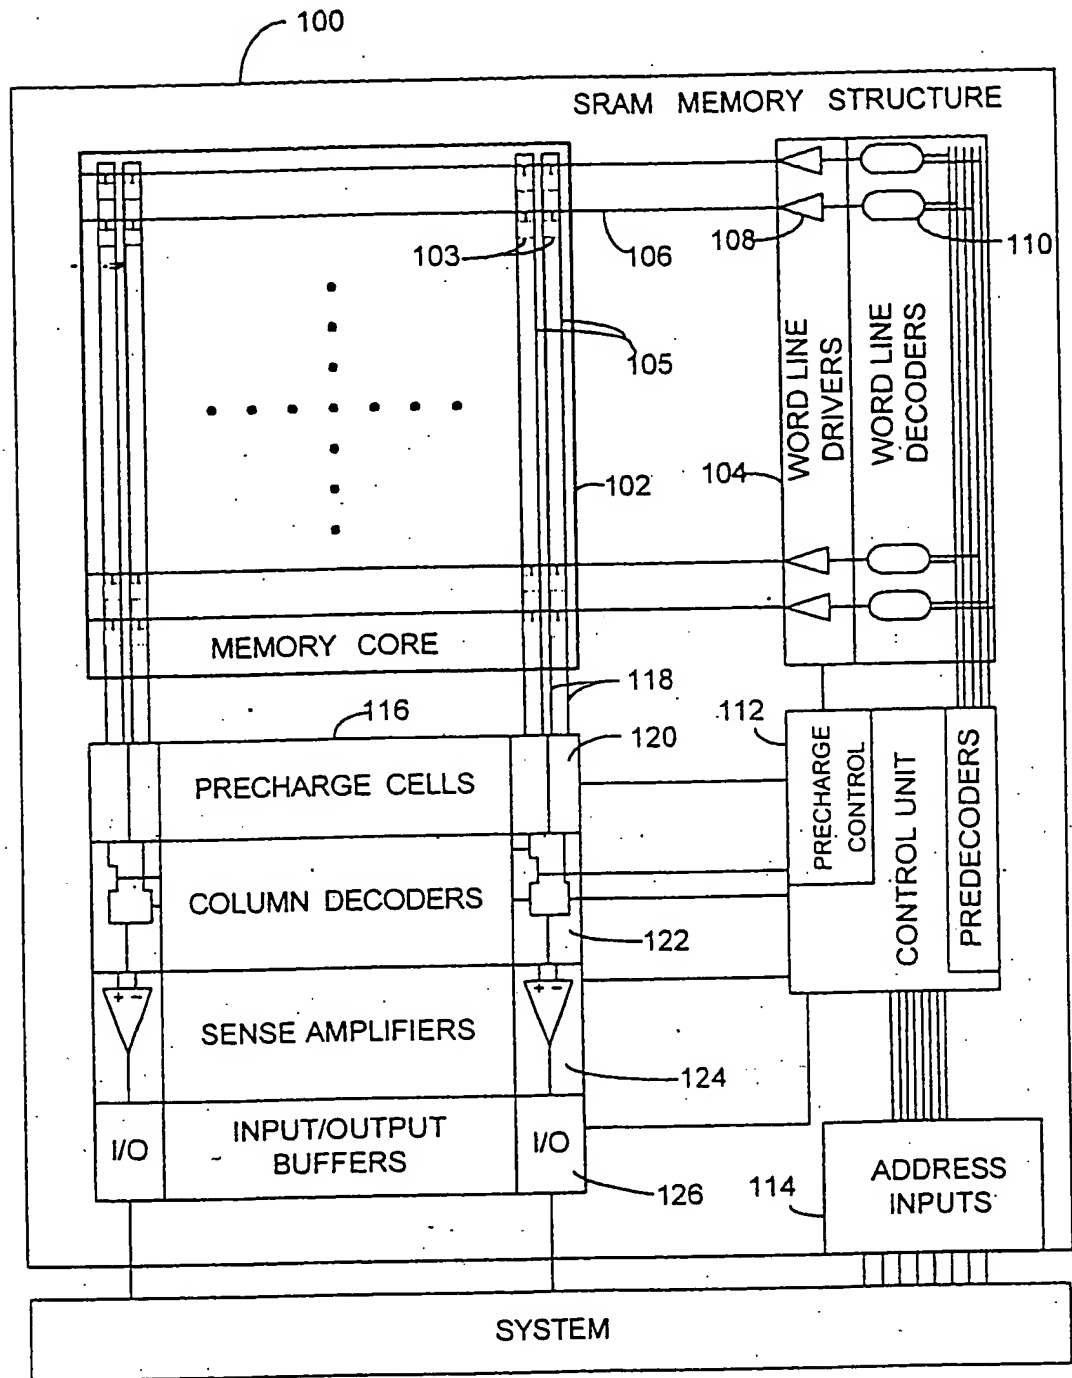 100
SRAM MEMORY STRUCTURE
103
106
108
110
105
WORD LINE
DRIVERS
WORD LINE
DECODERS
102
104
MEMORY CORE
118
116
112
120
PRECHARGE CELLS
PRECHARGE
CONTROL
CONTROL UNIT
PREDECODERS
COLUMN DECODERS
122
+ −
+ −
SENSE AMPLIFIERS
124
I/O
INPUT/OUTPUT
BUFFERS
I/O
126
114
ADDRESS
INPUTS
SYSTEM